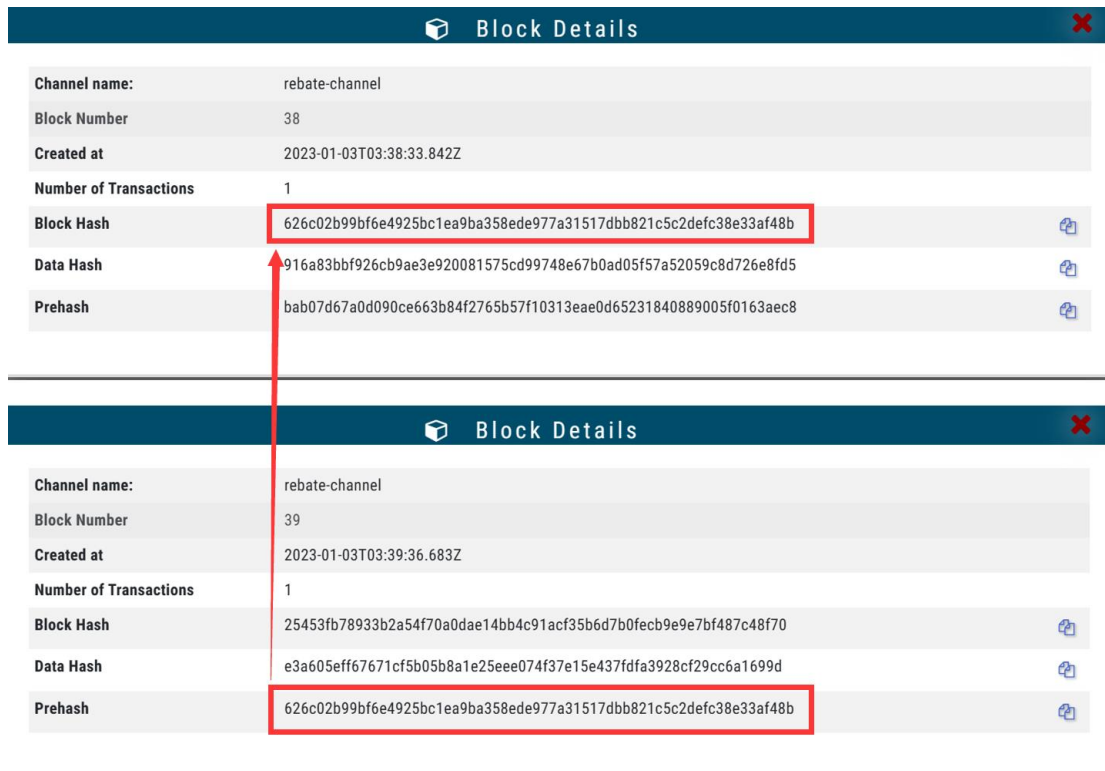 Block Details
Channel name: rebate-channel
Block Number 38
Created at 2023-01-03T03:38:33.842Z
Number of Transactions 1
Block Hash 626c02b99bf6e4925bc1ea9ba358ede977a31517dbb821c5c2defc38e33af48b
Data Hash 916a83bbf926cb9ae3e920081575cd99748e67b0ad05f57a52059c8d726e8fd5
Prehash bab07d67a0d090ce663b84f2765b57f10313eae0d65231840889005f0163aec8
Block Details
Channel name: rebate-channel
Block Number 39
Created at 2023-01-03T03:39:36.683Z
Number of Transactions 1
Block Hash 25453fb78933b2a54f70a0dae14bb4c91acf35b6d7b0fecb9e9e7bf487c48f70
Data Hash e3a605eff67671cf5b05b8a1e25eee074f37e15e437fdfa3928cf29cc6a1699d
Prehash 626c02b99bf6e4925bc1ea9ba358ede977a31517dbb821c5c2defc38e33af48b